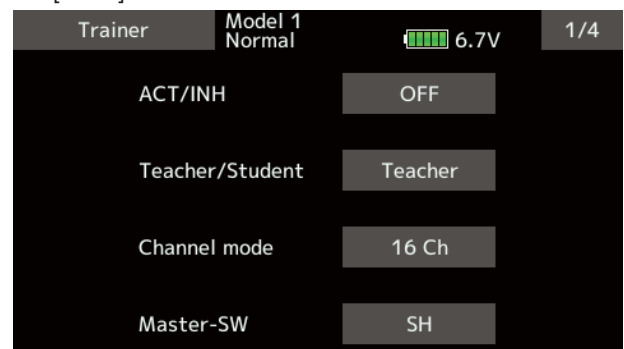 Trainer
Model 1
Normal
6.7V
1/4
ACT/INH OFF
Teacher/Student Teacher
Channel mode 16 Ch
Master-SW SH